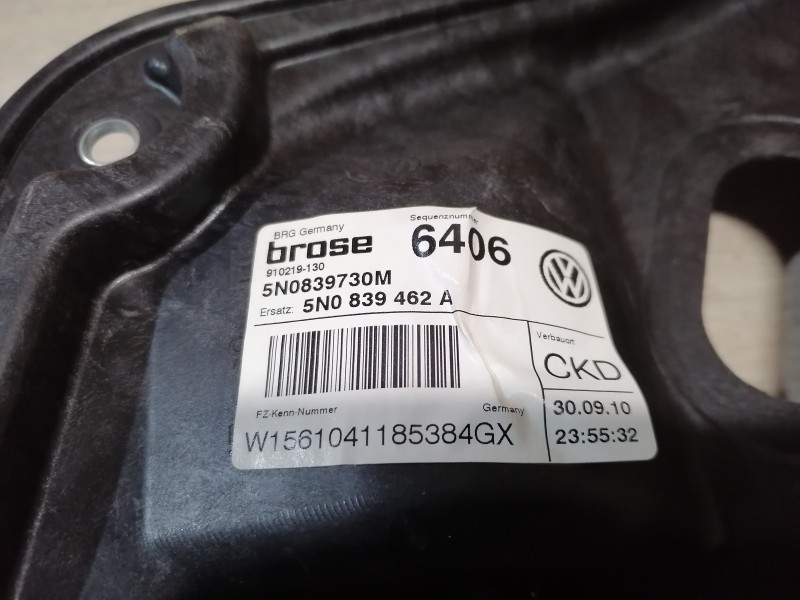 BRG Germany
Sequenznummer
brose 6406
910219-130
5N0839730M
Ersatz: 5N0 839 462 A
Verbauort
CKD
FZ-Kenn-Nummer
Germany
W1561041185384GX
30.09.10
23:55:32